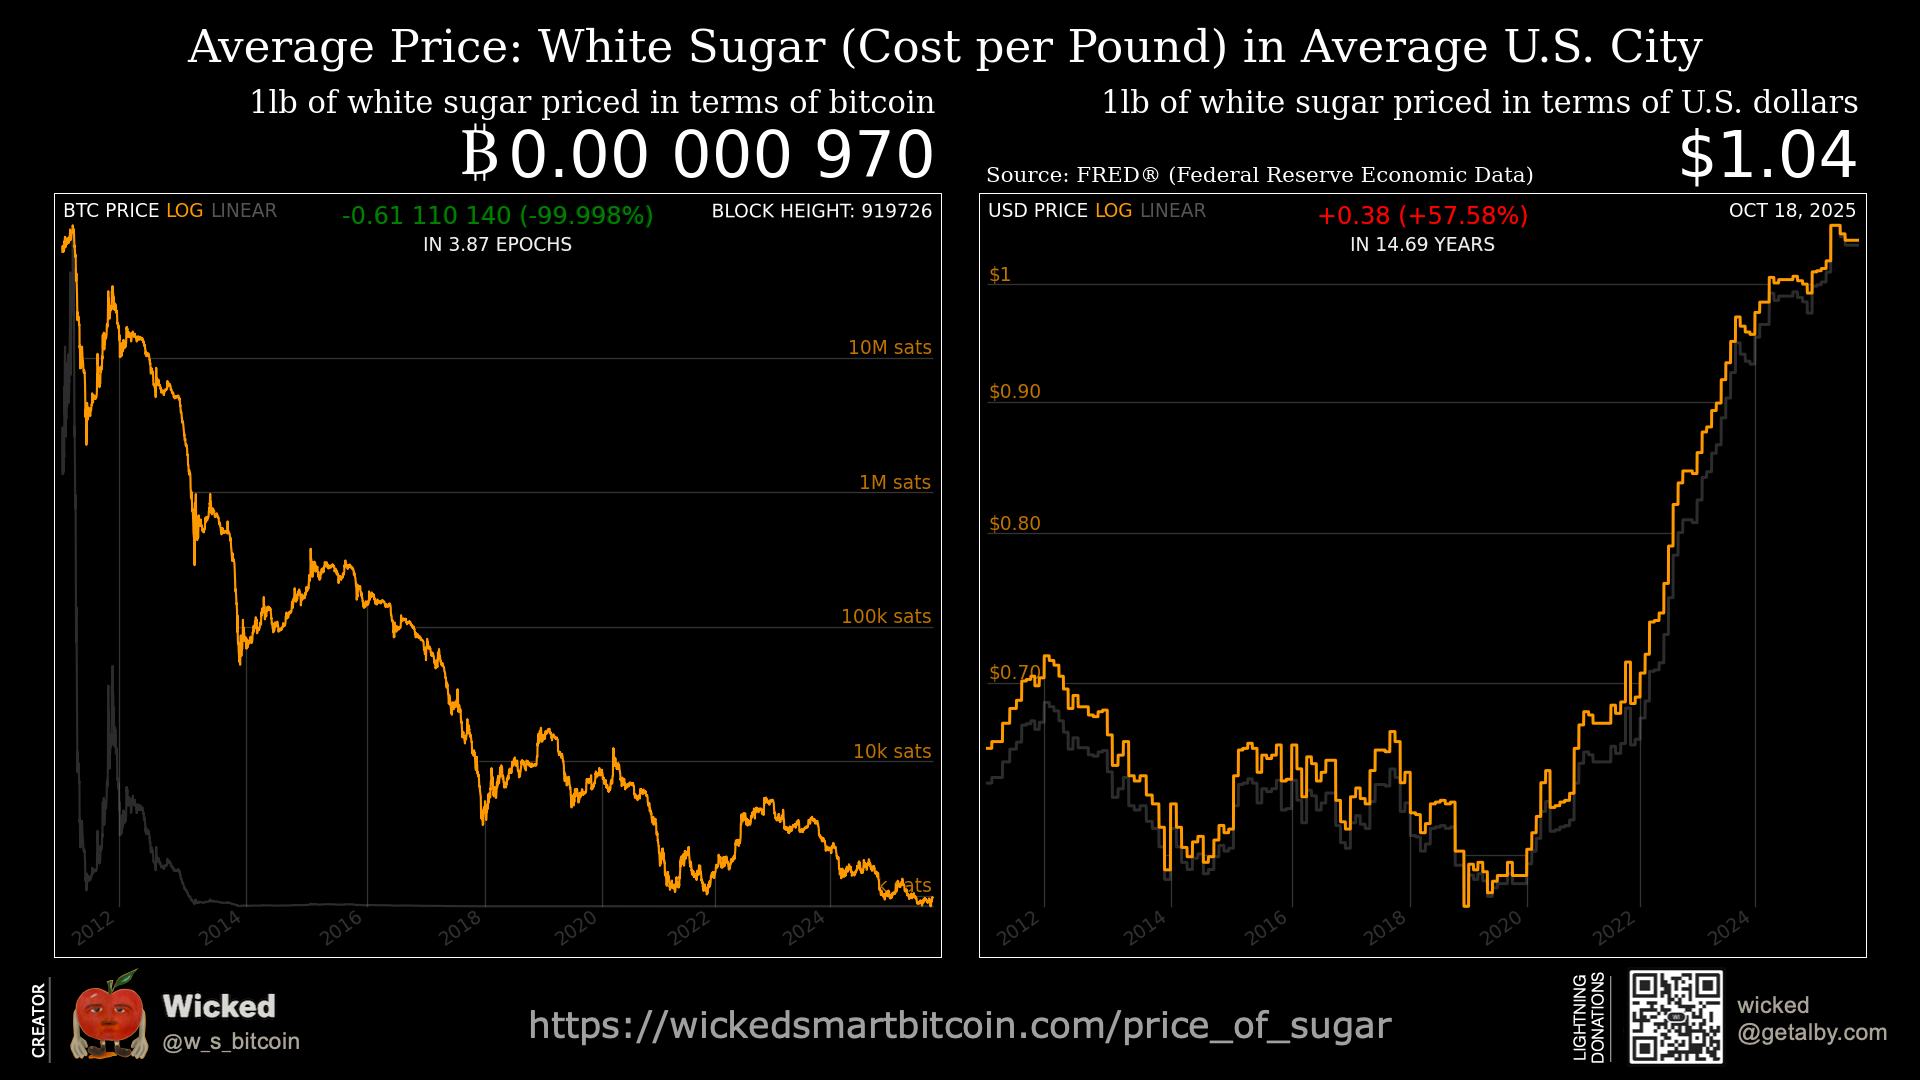 Average Price: White Sugar (Cost per Pound) in Average U.S. City
1lb of white sugar priced in terms of bitcoin
₿0.00 000 970
BTC PRICE LOG LINEAR
-0.61 110 140 (-99.998%)
IN 3.87 EPOCHS
BLOCK HEIGHT: 919726
10M sats
1M sats
100k sats
10k sats
2012 2014 2016 2018 2020 2022 2024
1lb of white sugar priced in terms of U.S. dollars
$1.04
Source: FRED® (Federal Reserve Economic Data)
USD PRICE LOG LINEAR
+0.38 (+57.58%)
IN 14.69 YEARS
OCT 18, 2025
$1
$0.90
$0.80
$0.70
2012 2014 2016 2018 2020 2022 2024
CREATOR
Wicked
@w_s_bitcoin
https://wickedsmartbitcoin.com/price_of_sugar
LIGHTNING
DONATIONS
wicked
@getalby.com